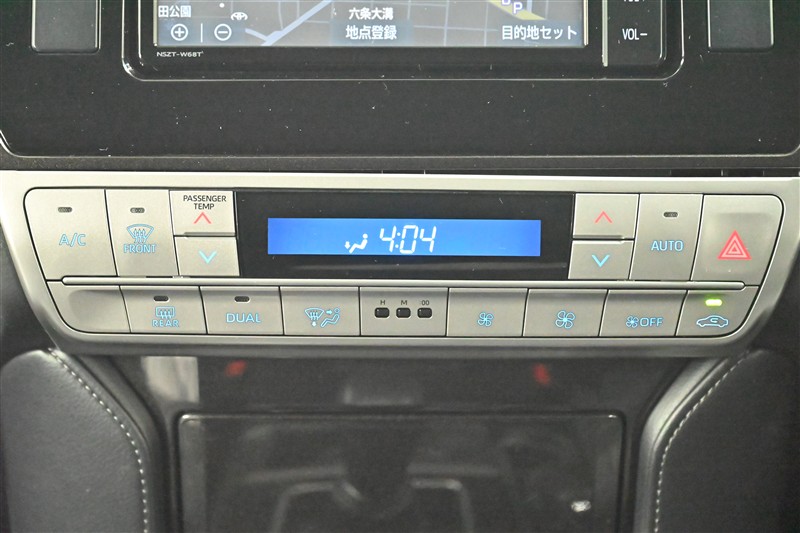 田公園
六条大溝
地点登録
目的地セット
NSZT-W68T
VOL-
PASSENGER
TEMP
A/C
FRONT
4:04
AUTO
REAR
DUAL
H M 00
OFF